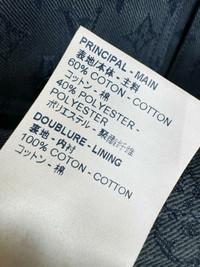 PRINCIPAL - MAIN
表地/本体 - 主料
60% COTON - COTTON
コットン - 棉
40% POLYESTER -
POLYESTER
ポリエステル - 聚酯纤维
DOUBLURE - LINING
裏地 - 内衬
100% COTON - COTTON
コットン - 棉